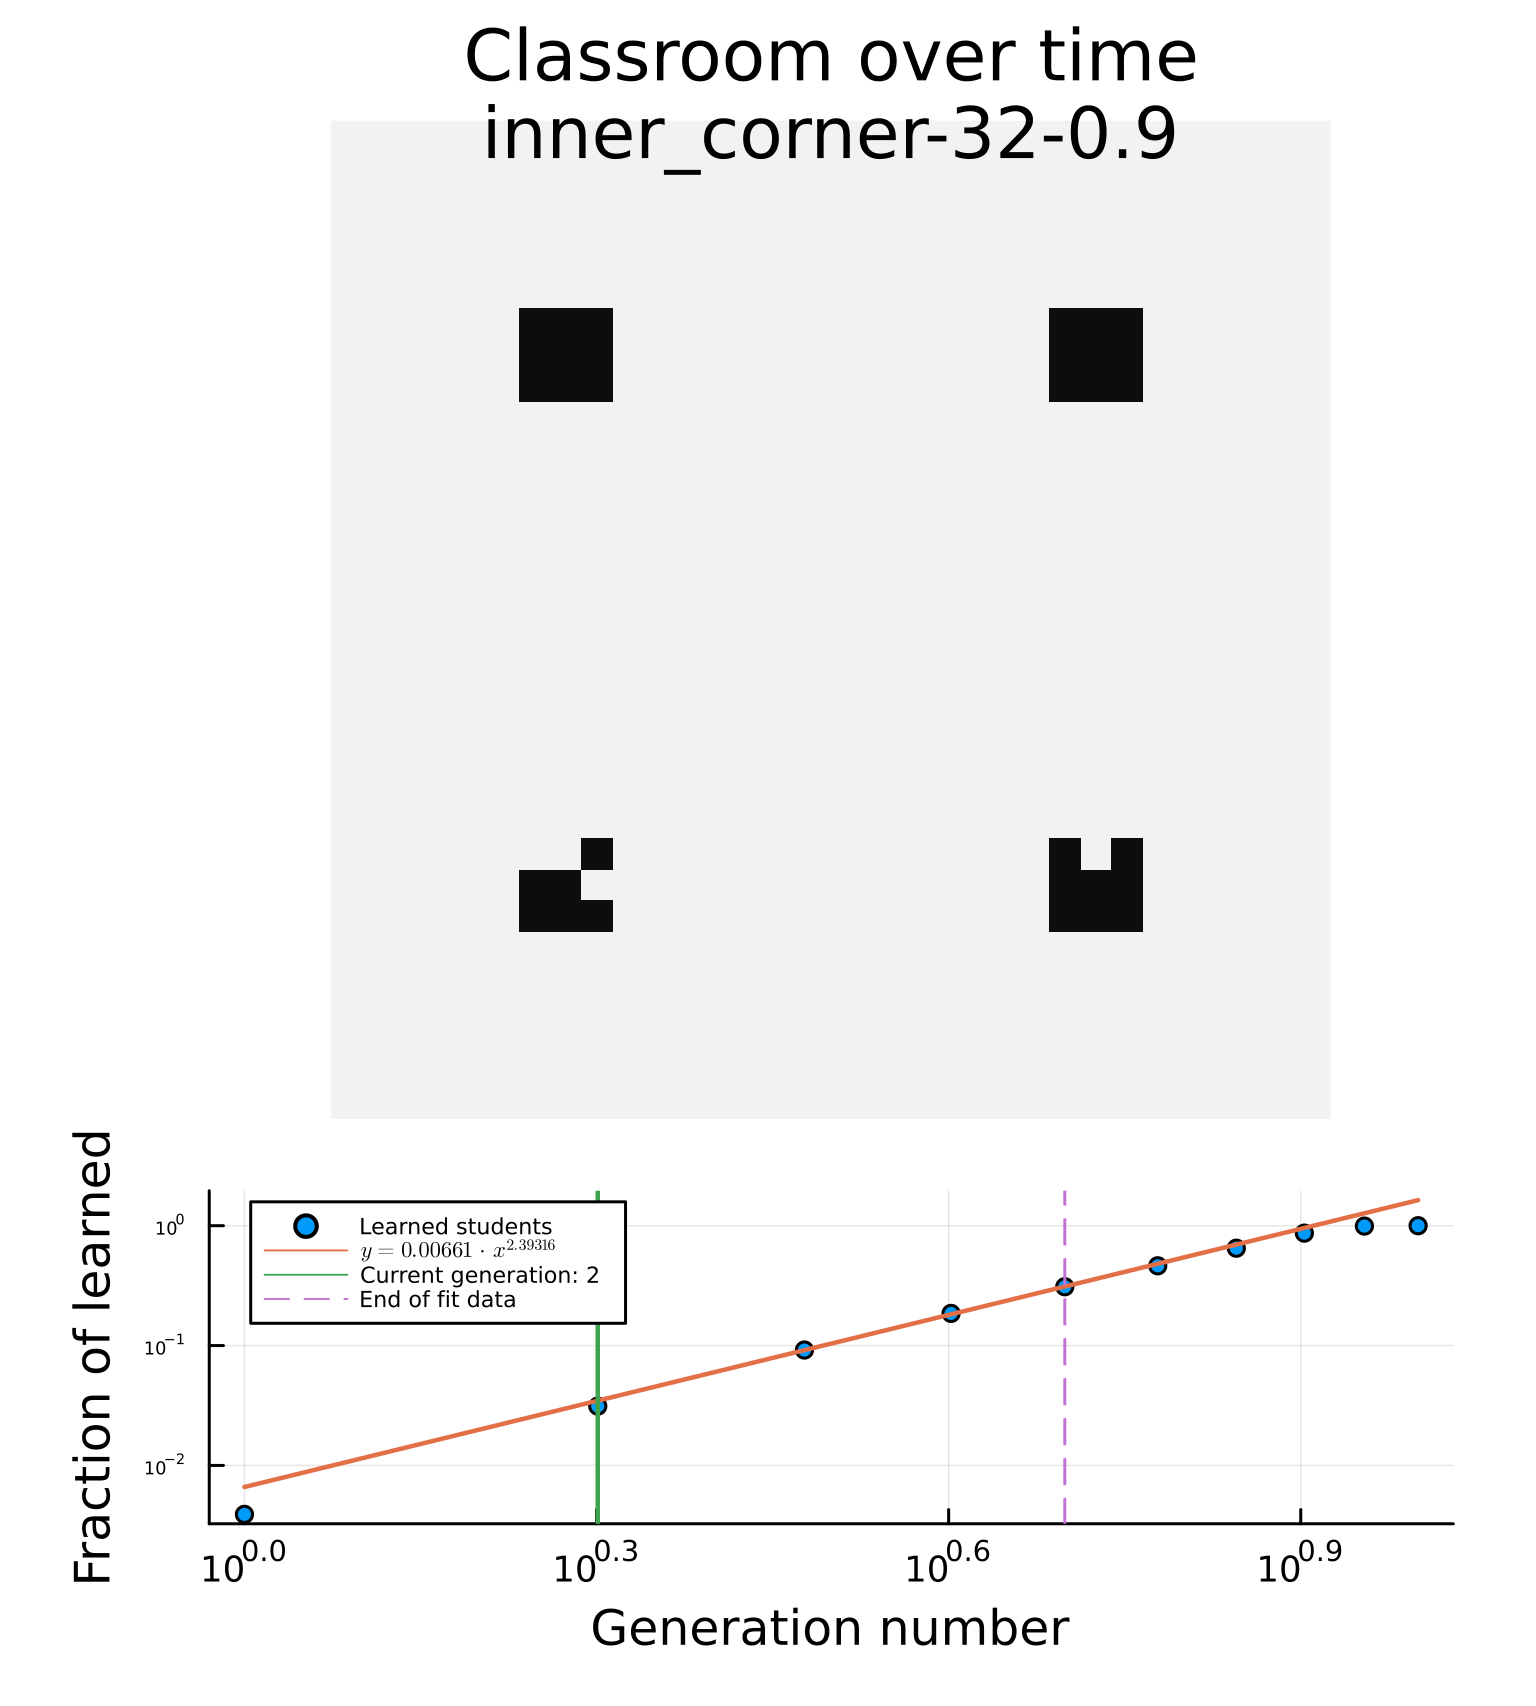 Classroom over time
inner_corner-32-0.9
Fraction of learned
10⁰
10⁻¹
10⁻²
Learned students
y = 0.00661 · x^2.39316
Current generation: 2
End of fit data
10^0.0
10^0.3
10^0.6
10^0.9
Generation number